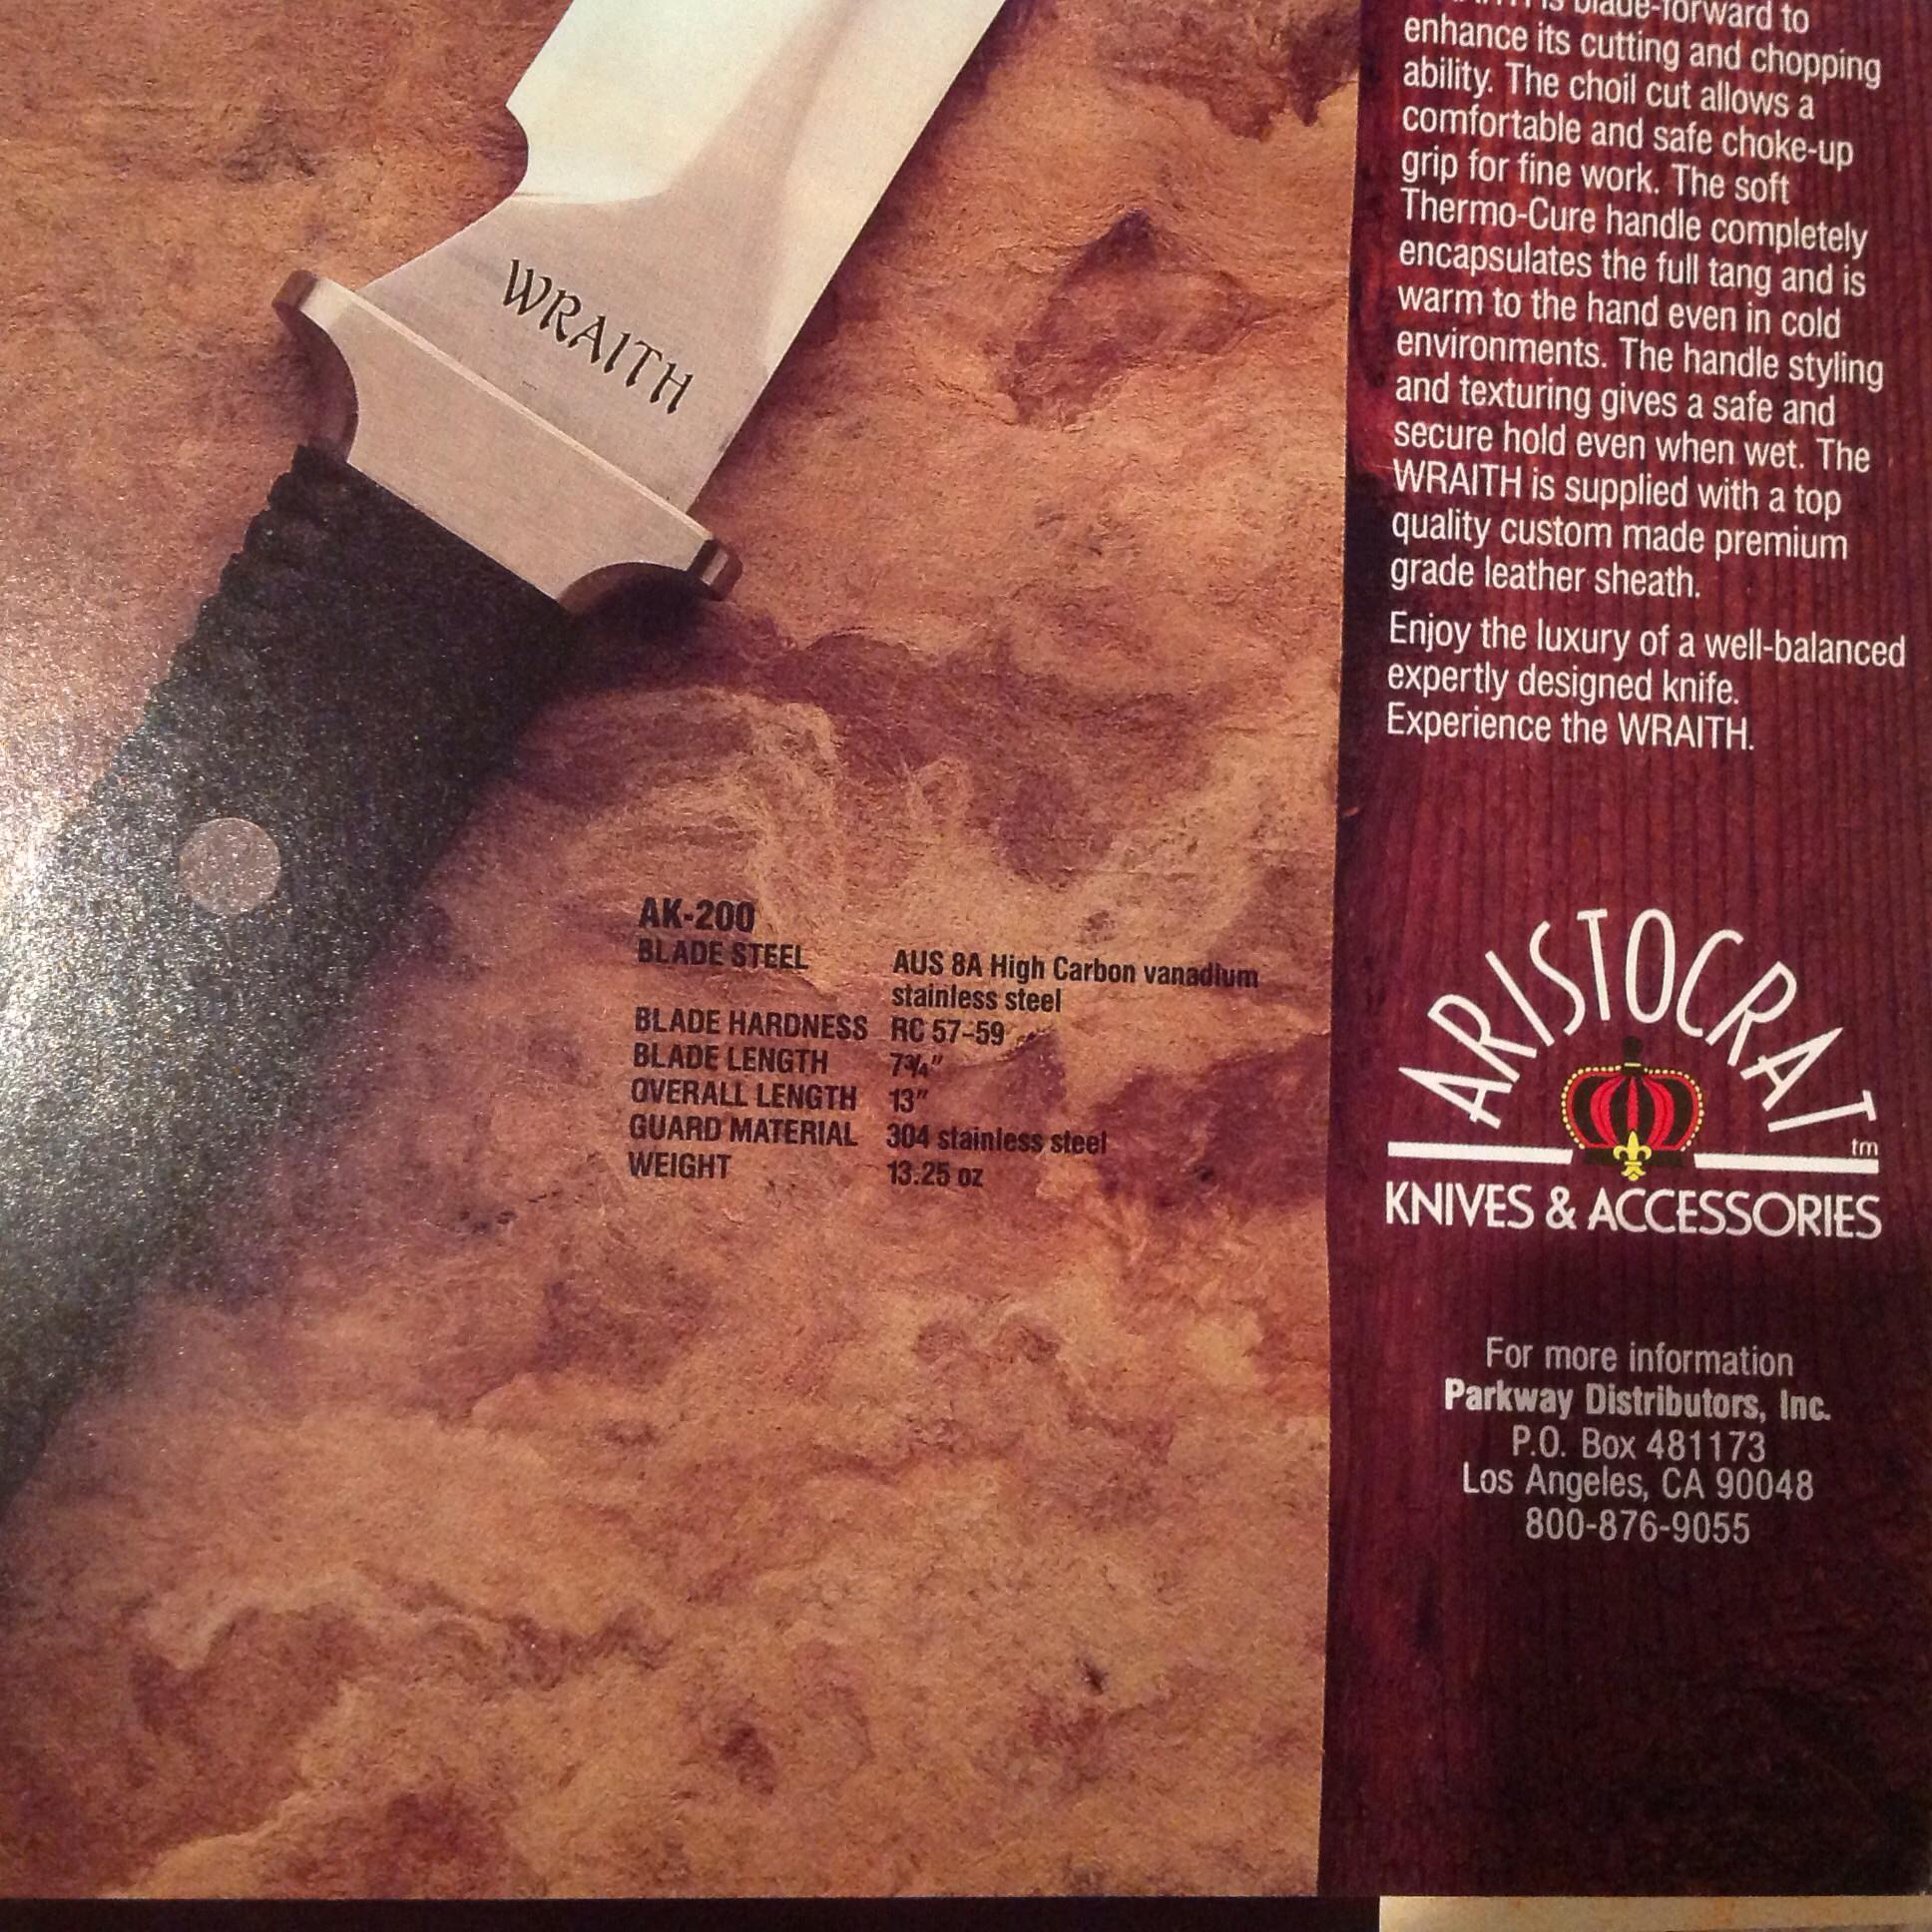 WRAITH
AK-200
BLADE STEEL AUS 8A High Carbon vanadium
stainless steel
BLADE HARDNESS RC 57-59
BLADE LENGTH 7¾"
OVERALL LENGTH 13"
GUARD MATERIAL 304 stainless steel
WEIGHT 13.25 oz
is blade-forward to
enhance its cutting and chopping
ability. The choil cut allows a
comfortable and safe choke-up
grip for fine work. The soft
Thermo-Cure handle completely
encapsulates the full tang and is
warm to the hand even in cold
environments. The handle styling
and texturing gives a safe and
secure hold even when wet. The
WRAITH is supplied with a top
quality custom made premium
grade leather sheath.
Enjoy the luxury of a well-balanced
expertly designed knife.
Experience the WRAITH.
ARISTOCRAT
tm
KNIVES & ACCESSORIES
For more information
Parkway Distributors, Inc.
P.O. Box 481173
Los Angeles, CA 90048
800-876-9055